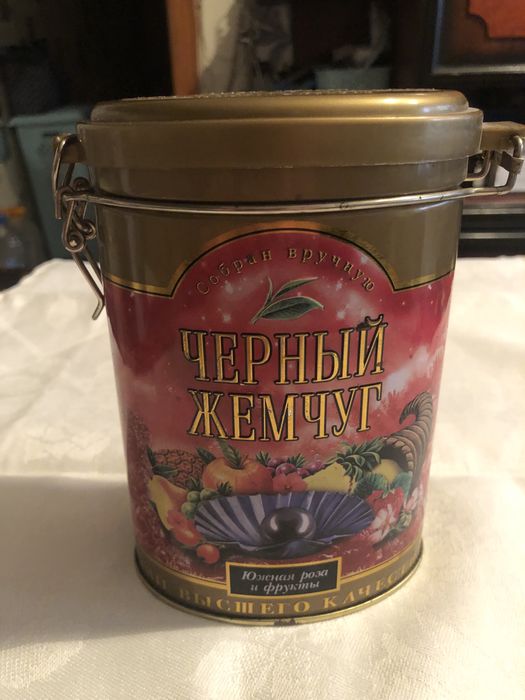 Собран вручную
ЧЕРНЫЙ
ЖЕМЧУГ
Южная роза
и фрукты
ВЫСШЕГО КАЧЕСТ